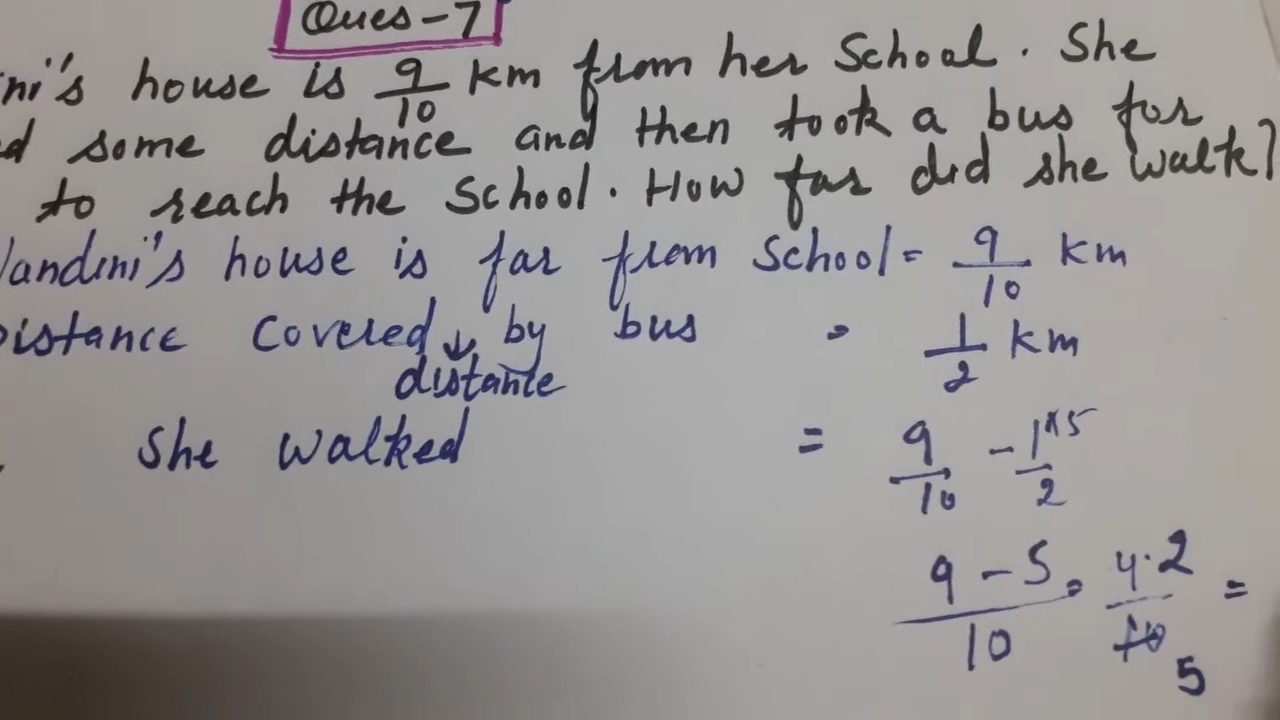 Ques-7
ni's house is 9/10 km from her School. She
d some distance and then took a bus for
to reach the School. How far did she walk?
Nandini's house is far from School = 9/10 km
Distance Covered ↓ by bus = 1/2 km
distance
She walked = 9/10 - 1×5/2
9-5/10 = 4 2/10 5 =